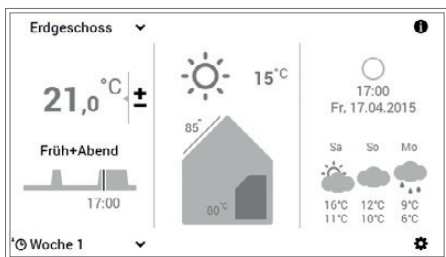 Erdgeschoss
21,0 °C ±
Früh+Abend
17:00
Woche 1
15°C
85°
80°C
17:00
Fr, 17.04.2015
Sa So Mo
16°C 12°C 9°C
11°C 10°C 6°C